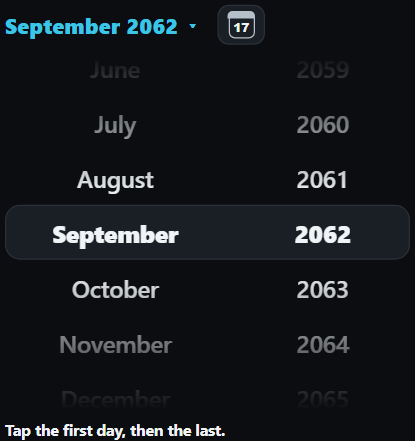 September 2062
17
June 2059
July 2060
August 2061
September 2062
October 2063
November 2064
December 2065
Tap the first day, then the last.